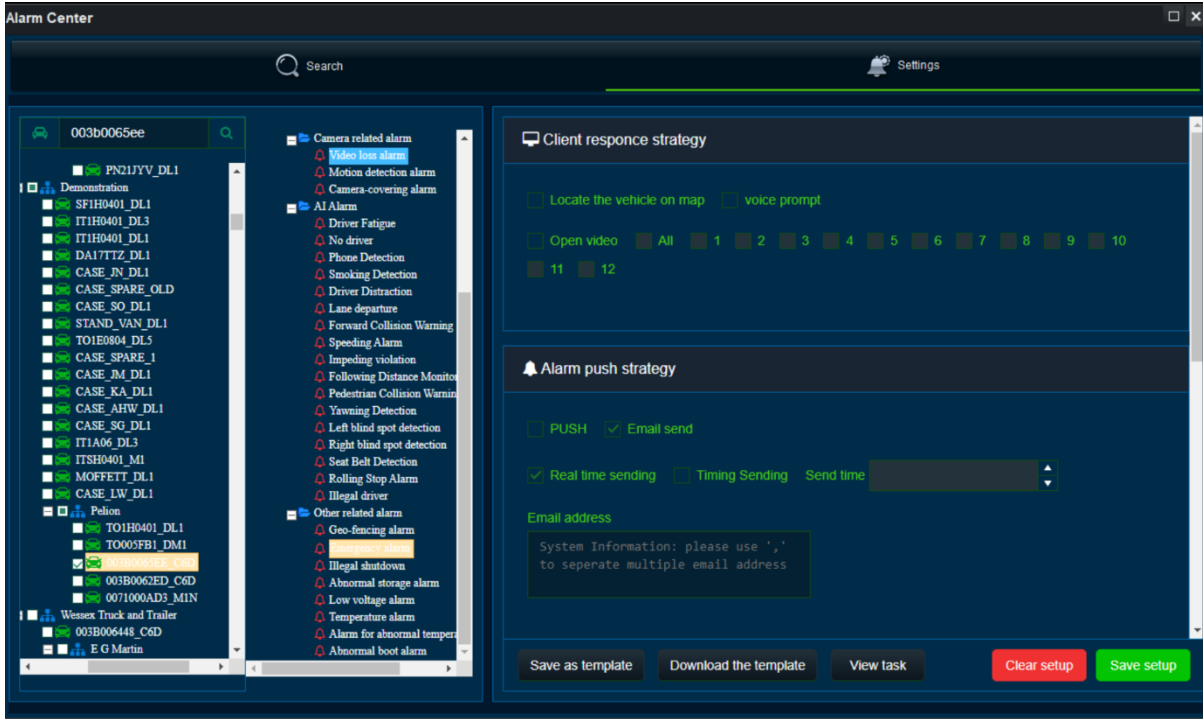 Alarm Center
Search
Settings
003b0065ee
PN21JYV_DL1
Demonstration
SF1H0401_DL1
IT1H0401_DL3
IT1H0401_DL1
DA17TTZ_DL1
CASE_JN_DL1
CASE_SPARE_OLD
CASE_SO_DL1
STAND_VAN_DL1
TO1E0804_DL5
CASE_SPARE_1
CASE_JM_DL1
CASE_KA_DL1
CASE_AHW_DL1
CASE_SG_DL1
IT1A06_DL3
ITSH0401_M1
MOFFETT_DL1
CASE_LW_DL1
Pelion
TO1H0401_DL1
TO005FB1_DM1
003B0065EE_C6D
003B0062ED_C6D
0071000AD3_M1N
Wessex Truck and Trailer
003B006448_C6D
E G Martin
Camera related alarm
Video loss alarm
Motion detection alarm
Camera-covering alarm
AI Alarm
Driver Fatigue
No driver
Phone Detection
Smoking Detection
Driver Distraction
Lane departure
Forward Collision Warning
Speeding Alarm
Impeding violation
Following Distance Monitor
Pedestrian Collision Warnin
Yawning Detection
Left blind spot detection
Right blind spot detection
Seat Belt Detection
Rolling Stop Alarm
Illegal driver
Other related alarm
Geo-fencing alarm
Emergency alarm
Illegal shutdown
Abnormal storage alarm
Low voltage alarm
Temperature alarm
Alarm for abnormal tempera
Abnormal boot alarm
Client responce strategy
Locate the vehicle on map voice prompt
Open video All 1 2 3 4 5 6 7 8 9 10
11 12
Alarm push strategy
PUSH Email send
Real time sending Timing Sending Send time
Email address
System Information: please use ','
to seperate multiple email address
Save as template Download the template View task Clear setup Save setup